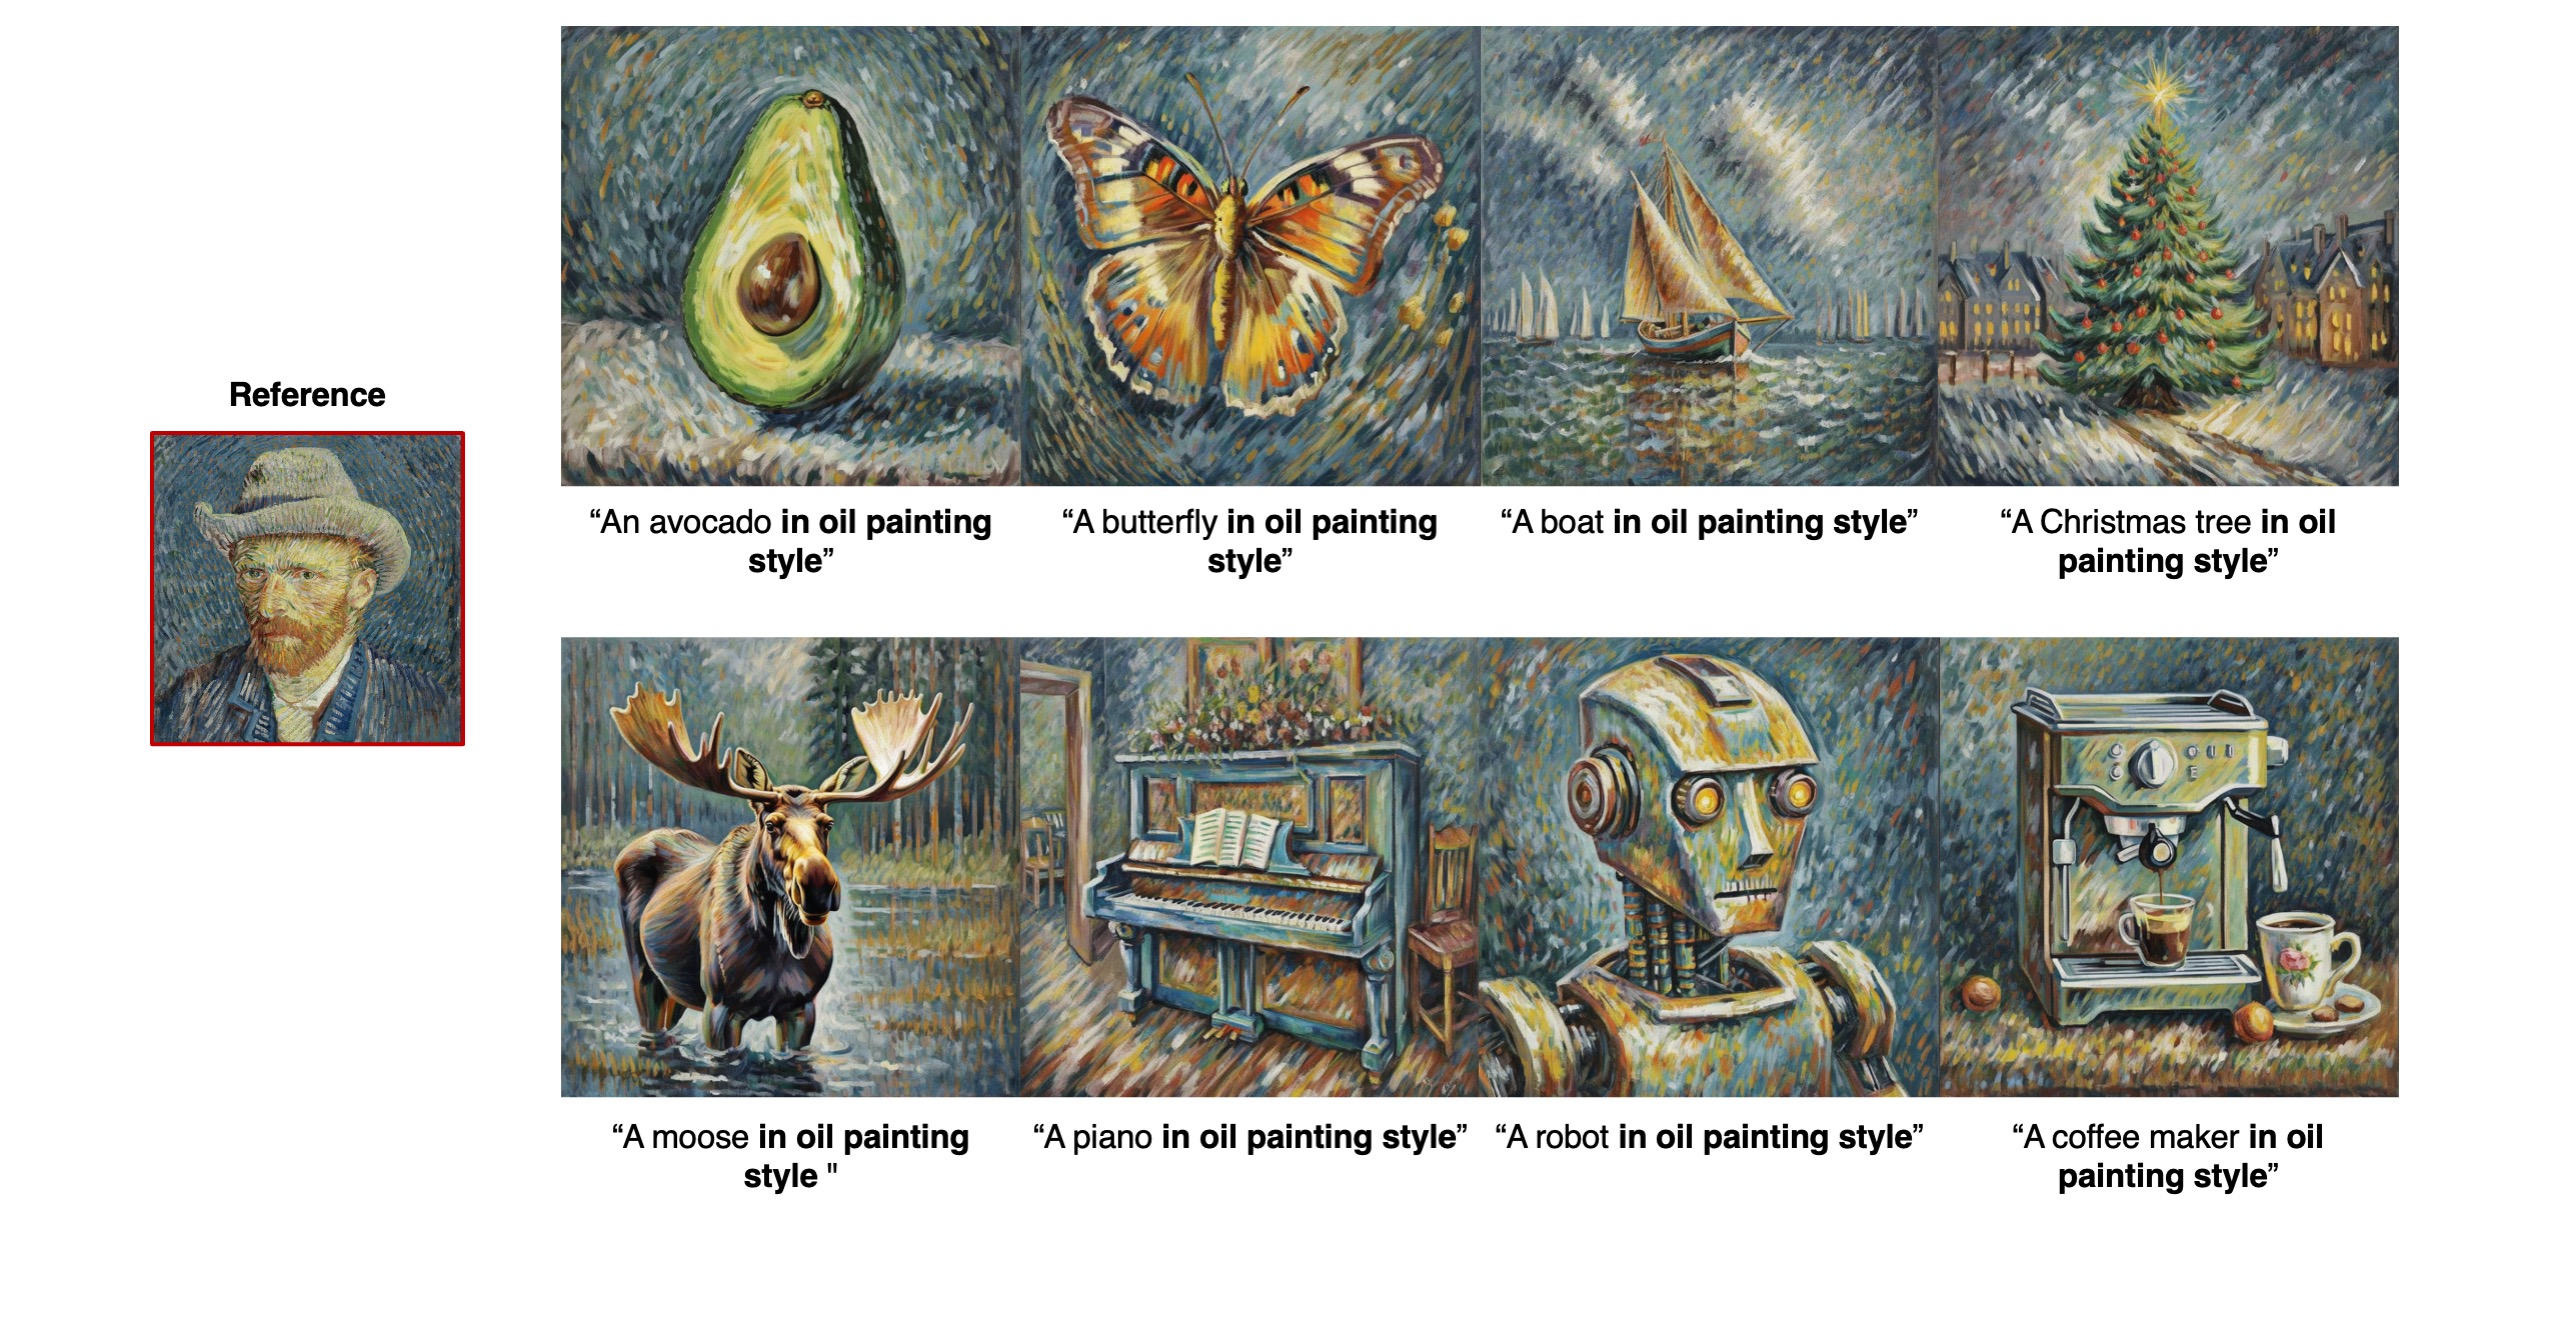 Reference
“An avocado in oil painting
style”
“A butterfly in oil painting
style”
“A boat in oil painting style”
“A Christmas tree in oil
painting style”
“A moose in oil painting
style "
“A piano in oil painting style”
“A robot in oil painting style”
“A coffee maker in oil
painting style”